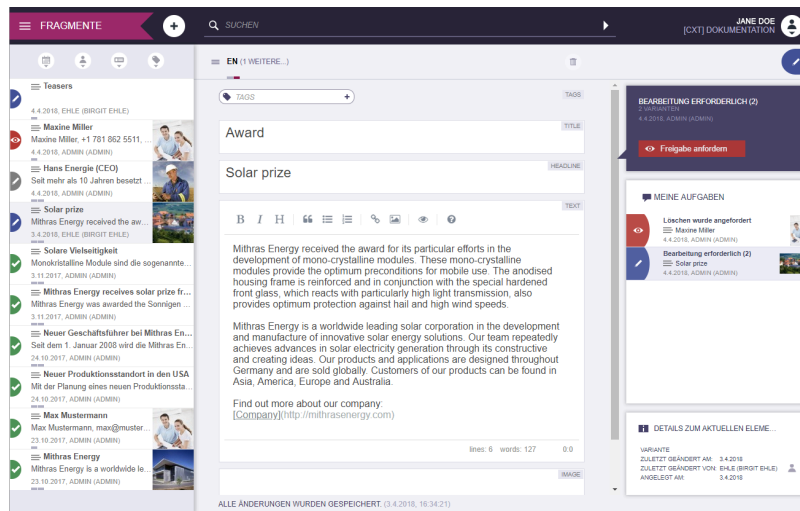 FRAGMENTE
+
SUCHEN
JANE DOE
[CXT] DOKUMENTATION
EN (1 WEITERE...)
Teasers
4.4.2018, EHLE (BIRGIT EHLE)
Maxine Miller
Maxine Miller, +1 781 862 5511, ...
4.4.2018, ADMIN (ADMIN)
Hans Energie (CEO)
Seit mehr als 10 Jahren besetzt ...
4.4.2018, ADMIN (ADMIN)
Solar prize
Mithras Energy received the aw...
3.4.2018, EHLE (BIRGIT EHLE)
Solare Vielseitigkeit
Monokristalline Module sind die sogenannte...
3.11.2017, ADMIN (ADMIN)
Mithras Energy receives solar prize fr...
Mithras Energy was awarded the Sonnigen ...
3.11.2017, ADMIN (ADMIN)
Neuer Geschäftsführer bei Mithras En...
Seit dem 1. Januar 2008 wird die Mithras En...
24.10.2017, ADMIN (ADMIN)
Neuer Produktionsstandort in den USA
Mit der Planung eines neuen Produktionssta...
24.10.2017, ADMIN (ADMIN)
Max Mustermann
Max Mustermann, max@muster...
23.10.2017, ADMIN (ADMIN)
Mithras Energy
Mithras Energy is a worldwide le...
23.10.2017, ADMIN (ADMIN)
TAGS +
TAGS
Award
TITLE
Solar prize
HEADLINE
TEXT
B I H
Mithras Energy received the award for its particular efforts in the
development of mono-crystalline modules. These mono-crystalline
modules provide the optimum preconditions for mobile use. The anodised
housing frame is reinforced and in conjunction with the special hardened
front glass, which reacts with particularly high light transmission, also
provides optimum protection against hail and high wind speeds.
Mithras Energy is a worldwide leading solar corporation in the development
and manufacture of innovative solar energy solutions. Our team repeatedly
achieves advances in solar electricity generation through its constructive
and creating ideas. Our products and applications are designed throughout
Germany and are sold globally. Customers of our products can be found in
Asia, America, Europe and Australia.
Find out more about our company:
[Company](http://mithrasenergy.com)
lines: 6 words: 127 0:0
IMAGE
ALLE ÄNDERUNGEN WURDEN GESPEICHERT. (3.4.2018, 16:34:21)
BEARBEITUNG ERFORDERLICH (2)
2 VARIANTEN
4.4.2018, ADMIN (ADMIN)
Freigabe anfordern
MEINE AUFGABEN
Löschen wurde angefordert
Maxine Miller
4.4.2018, ADMIN (ADMIN)
Bearbeitung erforderlich (2)
Solar prize
4.4.2018, ADMIN (ADMIN)
DETAILS ZUM AKTUELLEN ELEME...
VARIANTE
ZULETZT GEÄNDERT AM: 3.4.2018
ZULETZT GEÄNDERT VON: EHLE (BIRGIT EHLE)
ANGELEGT AM: 3.4.2018